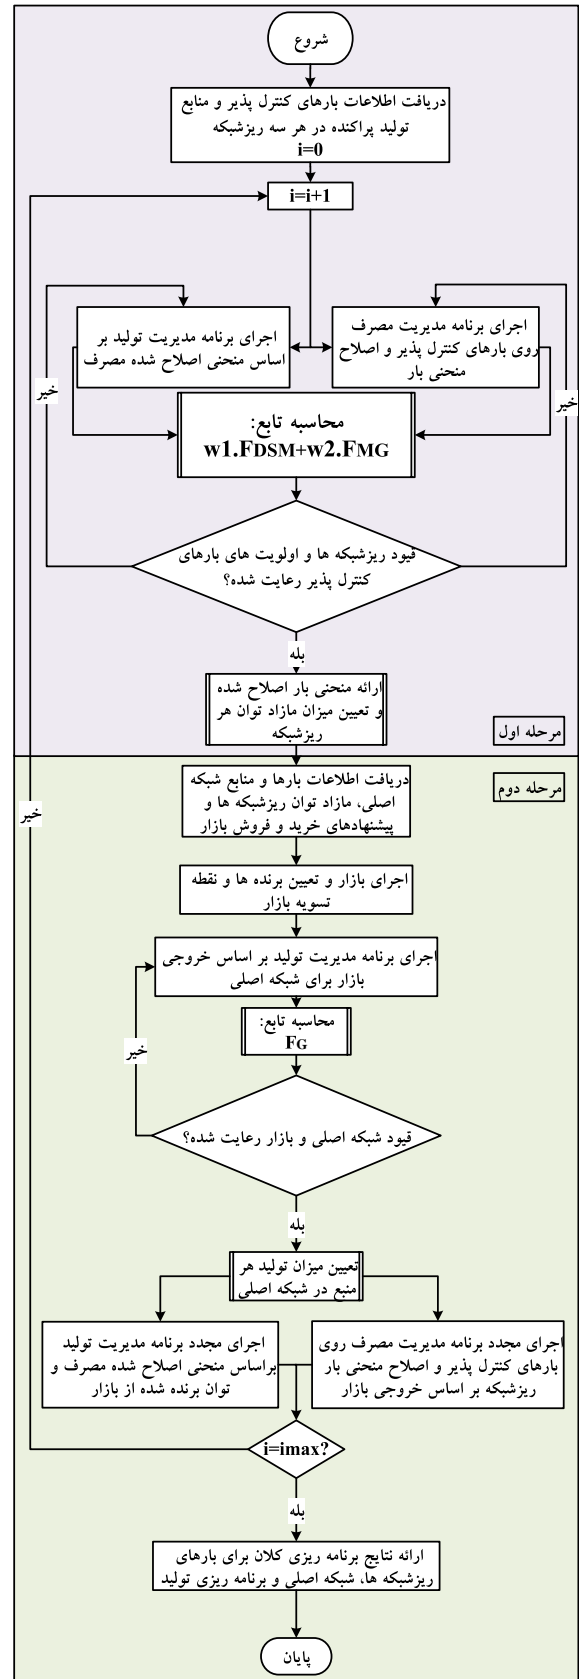 شروع
دریافت اطلاعات بارهای کنترل پذیر و منابع
تولید پراکنده در هر سه ریزشبکه
i=0
i=i+1
اجرای برنامه مدیریت مصرف
روی بارهای کنترل پذیر و اصلاح
منحنی بار
اجرای برنامه مدیریت تولید بر
اساس منحنی اصلاح شده مصرف
خیر
خیر
محاسبه تابع:
w1.FDSM+w2.FMG
قیود ریزشبکه ها و اولویت های بارهای
کنترل پذیر رعایت شده؟
بله
ارائه منحنی بار اصلاح شده
و تعیین میزان مازاد توان هر
ریزشبکه
مرحله اول
مرحله دوم
دریافت اطلاعات بارها و منابع شبکه
اصلی، مازاد توان ریزشبکه ها و
پیشنهادهای خرید و فروش بازار
خیر
اجرای بازار و تعیین برنده ها و نقطه
تسویه بازار
اجرای برنامه مدیریت تولید بر اساس خروجی
بازار برای شبکه اصلی
محاسبه تابع:
FG
خیر
قیود شبکه اصلی و بازار رعایت شده؟
بله
تعیین میزان تولید هر
منبع در شبکه اصلی
اجرای مجدد برنامه مدیریت مصرف روی
بارهای کنترل پذیر و اصلاح منحنی بار
ریزشبکه بر اساس خروجی بازار
اجرای مجدد برنامه مدیریت تولید
براساس منحنی اصلاح شده مصرف و
توان برنده شده از بازار
i=imax?
بله
ارائه نتایج برنامه ریزی کلان برای بارهای
ریزشبکه ها، شبکه اصلی و برنامه ریزی تولید
پایان